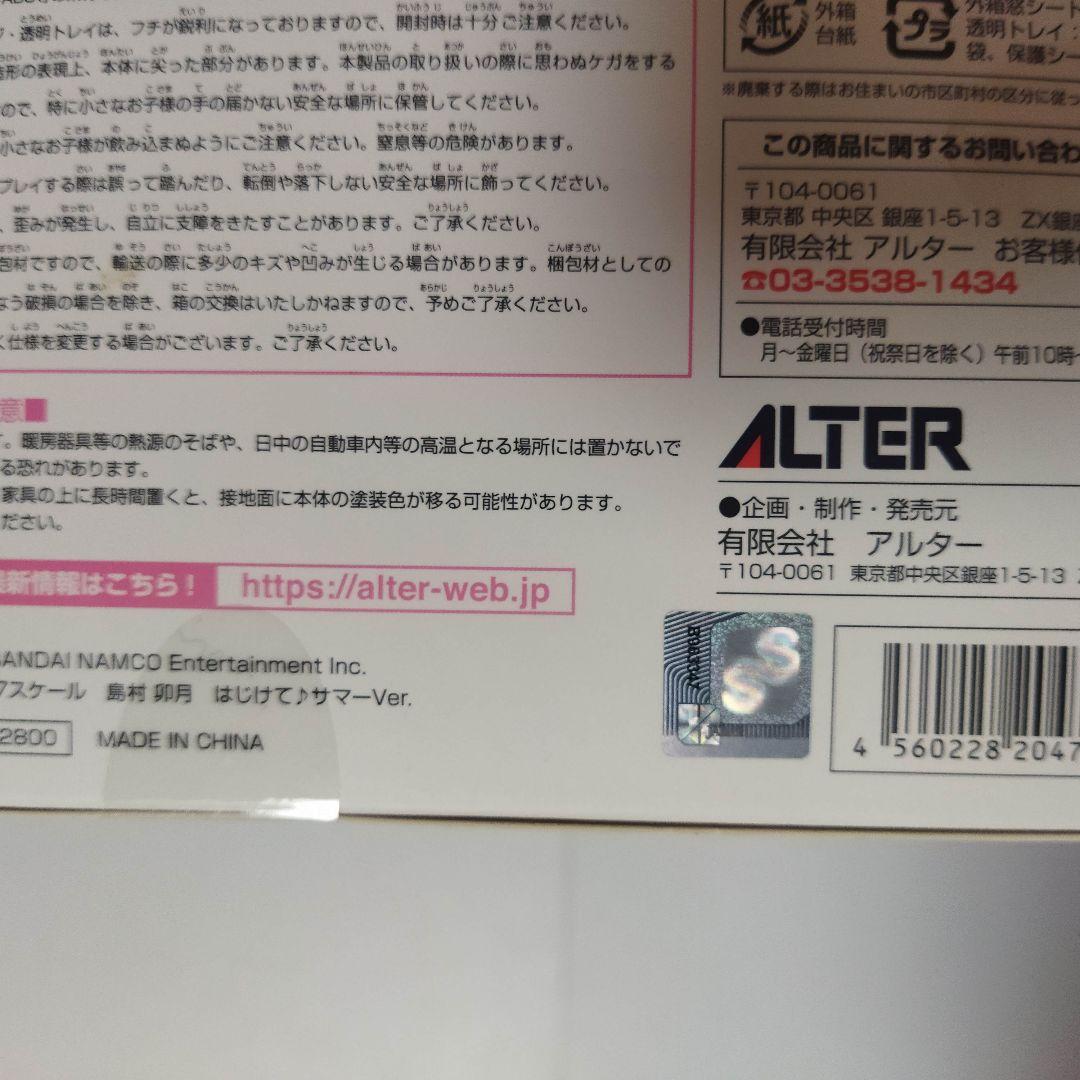 ・透明トレイは、フチが鋭利になっておりますので、開封時は十分ご注意ください。
造形の表現上、本体に尖った部分があります。本製品の取り扱いの際に思わぬケガをする
ので、特に小さなお子様の手の届かない安全な場所に保管してください。
小さなお子様が飲み込まぬようにご注意ください。窒息等の危険があります。
プレイする際は誤って踏んだり、転倒や落下しない安全な場所に飾ってください。
、歪みが発生し、自立に支障をきたすことがあります。ご了承ください。
包材ですので、輸送の際に多少のキズや凹みが生じる場合があります。梱包材としての
なう破損の場合を除き、箱の交換はいたしかねますので、予めご了承ください。
く仕様を変更する場合がございます。ご了承ください。
意■
。暖房器具等の熱源のそばや、日中の自動車内等の高温となる場所には置かないで
る恐れがあります。
家具の上に長時間置くと、接地面に本体の塗装色が移る可能性があります。
ださい。
最新情報はこちら！ https://alter-web.jp
BANDAI NAMCO Entertainment Inc.
7スケール 島村 卯月 はじけて♪サマーVer.
2800 MADE IN CHINA
紙 外箱
台紙
プラ 外箱窓シート
透明トレイ：
袋、保護シー
※廃棄する際はお住まいの市区町村の区分に従っ
この商品に関するお問い合わ
〒104-0061
東京都 中央区 銀座1-5-13 ZX銀座
有限会社 アルター お客様
☎03-3538-1434
●電話受付時間
月～金曜日（祝祭日を除く）午前10時
ALTER
●企画・制作・発売元
有限会社 アルター
〒104-0061 東京都中央区銀座1-5-13
SS
4 560228 2047